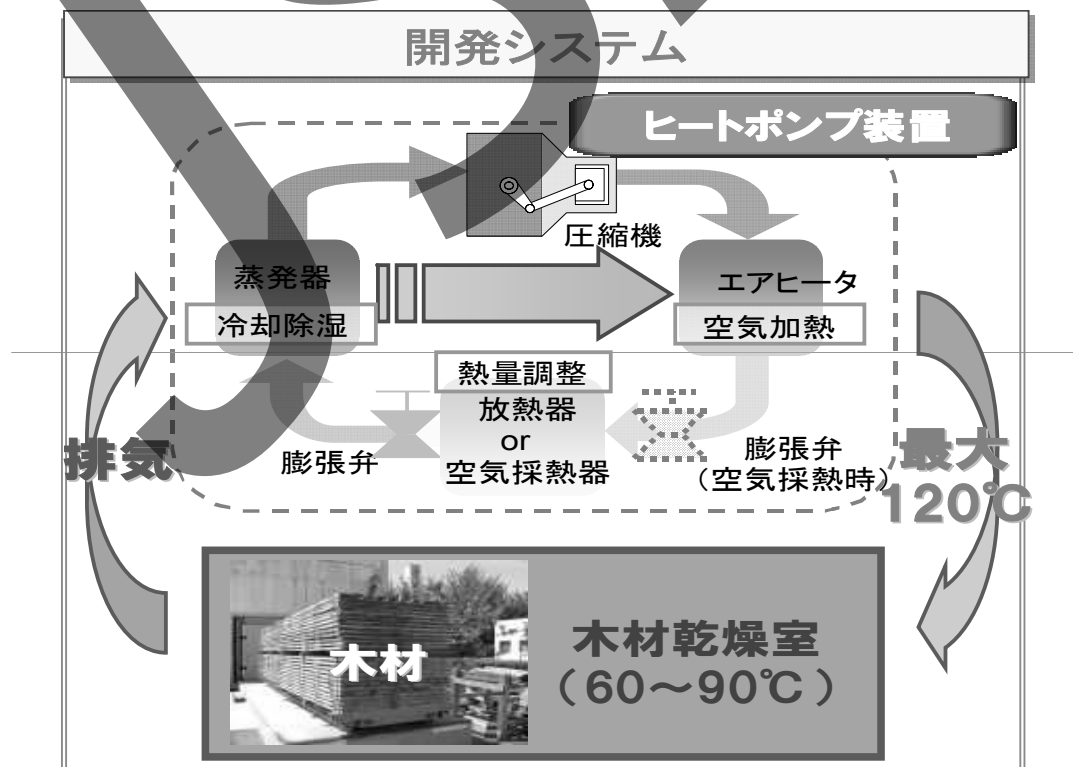 開発システム
ヒートポンプ装置
圧縮機
蒸発器
冷却除湿
エアヒータ
空気加熱
熱量調整
放熱器
or
空気採熱器
膨張弁
膨張弁
（空気採熱時）
排気
最大
120℃
木材
木材乾燥室
（60～90℃）